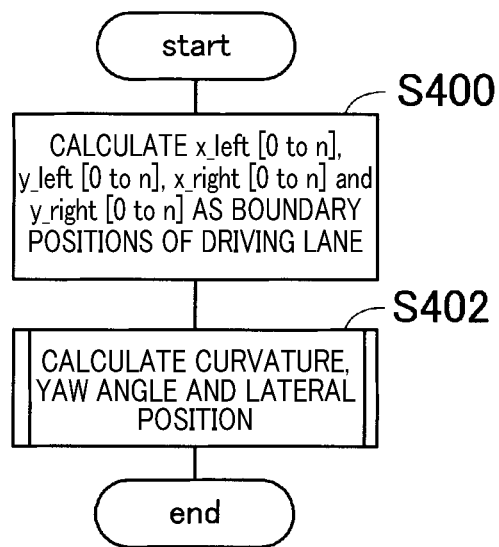 start
S400
CALCULATE x_left [0 to n],
y_left [0 to n], x_right [0 to n] and
y_right [0 to n] AS BOUNDARY
POSITIONS OF DRIVING LANE
S402
CALCULATE CURVATURE,
YAW ANGLE AND LATERAL
POSITION
end